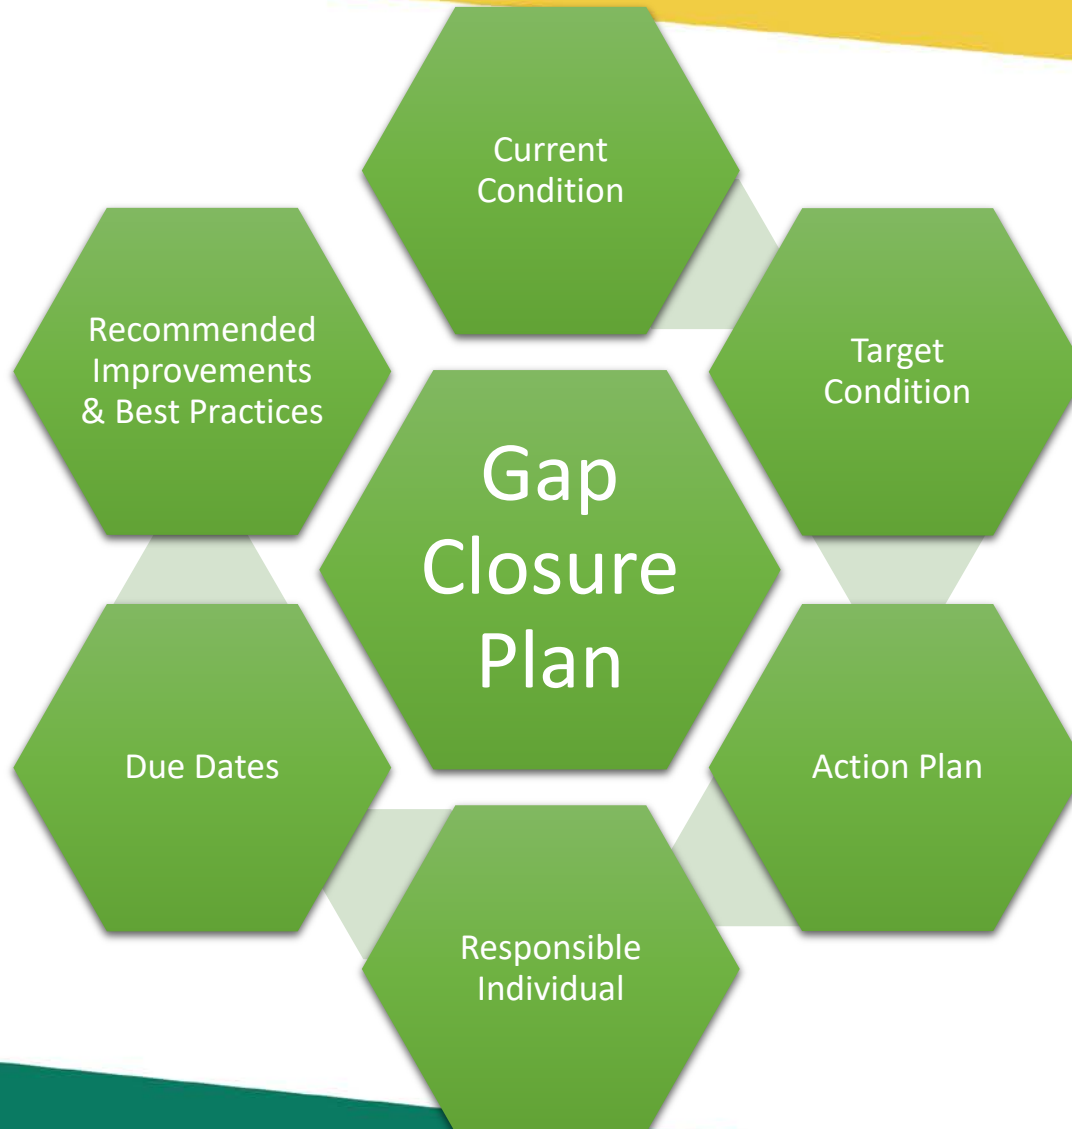 Current
Condition
Target
Condition
Action Plan
Responsible
Individual
Due Dates
Recommended
Improvements
& Best Practices
Gap
Closure
Plan